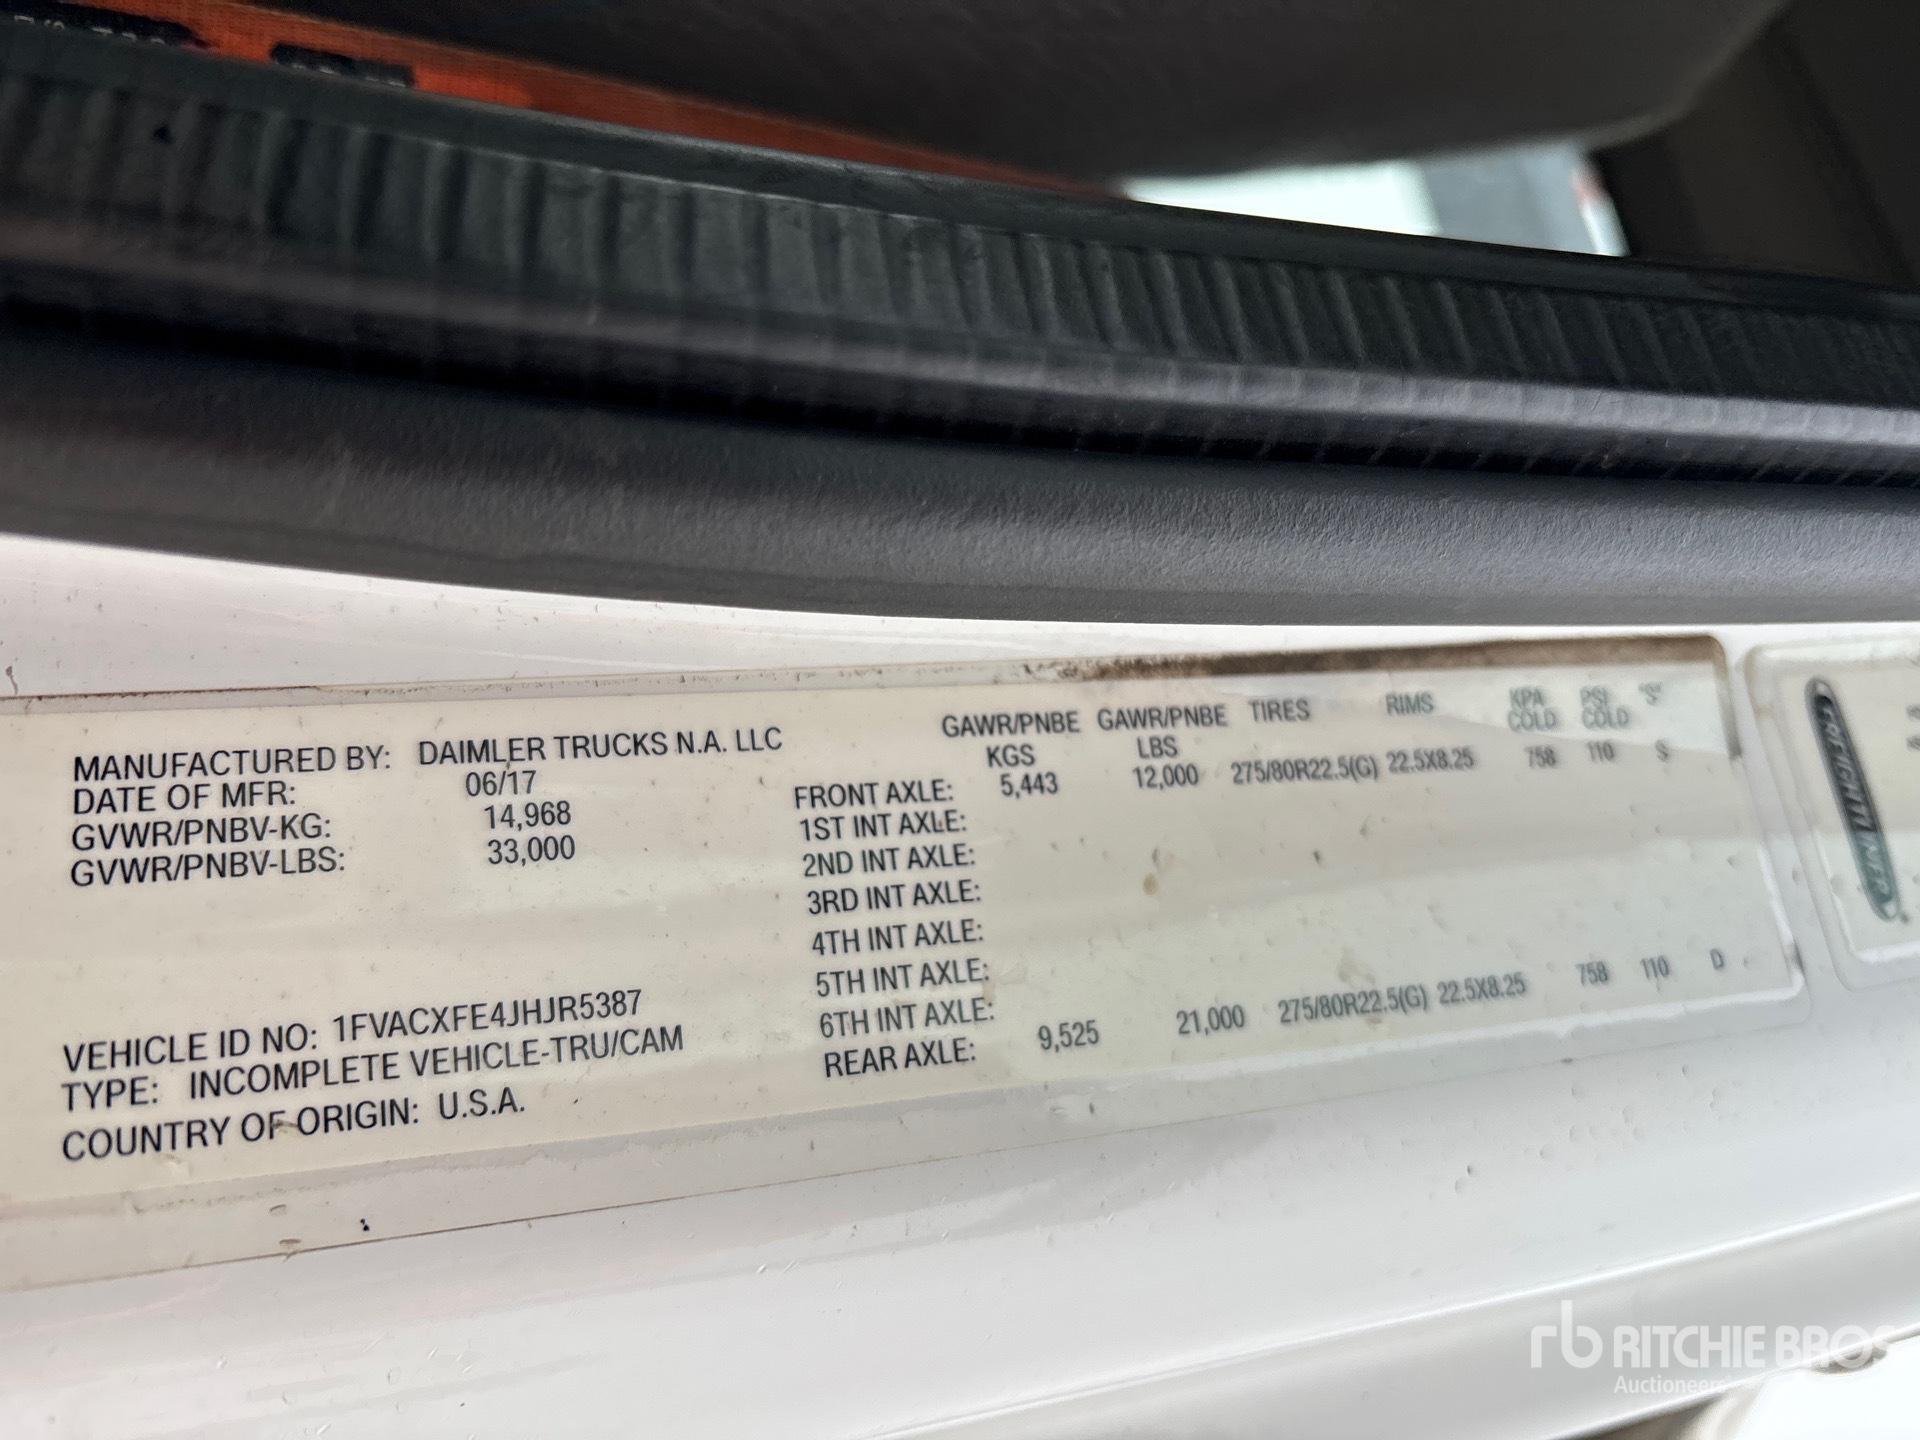 MANUFACTURED BY: DAIMLER TRUCKS N.A. LLC
DATE OF MFR: 06/17
GVWR/PNBV-KG: 14,968
GVWR/PNBV-LBS: 33,000
VEHICLE ID NO: 1FVACXFE4JHJR5387
TYPE: INCOMPLETE VEHICLE-TRU/CAM
COUNTRY OF ORIGIN: U.S.A.
GAWR/PNBE GAWR/PNBE TIRES RIMS KPA PSI "S"
KGS LBS COLD COLD
FRONT AXLE: 5,443 12,000 275/80R22.5(G) 22.5X8.25 758 110 S
1ST INT AXLE:
2ND INT AXLE:
3RD INT AXLE:
4TH INT AXLE:
5TH INT AXLE:
6TH INT AXLE:
REAR AXLE: 9,525 21,000 275/80R22.5(G) 22.5X8.25 758 110 D
FREIGHTLINER
rb RITCHIE BROS
Auctioneers